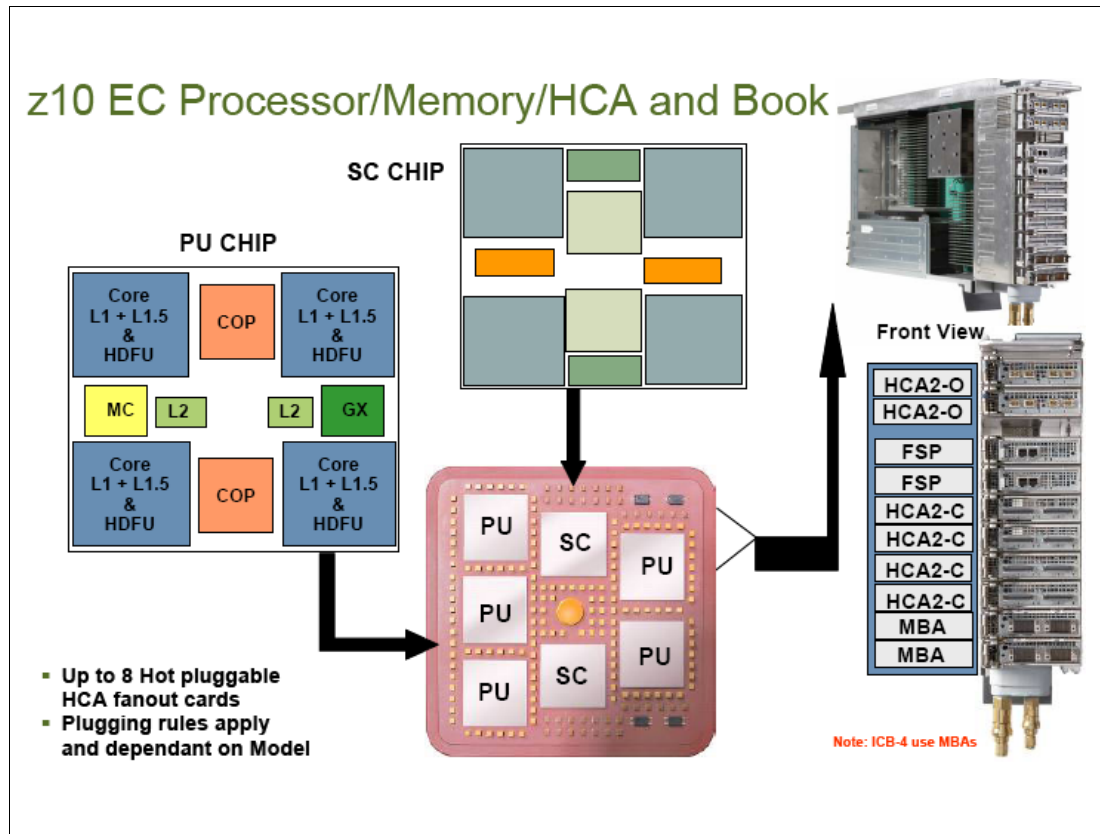 z10 EC Processor/Memory/HCA and Book
SC CHIP
PU CHIP
Core
L1 + L1.5
&
HDFU
COP
Core
L1 + L1.5
&
HDFU
MC
L2
L2
GX
Core
L1 + L1.5
&
HDFU
COP
Core
L1 + L1.5
&
HDFU
PU
SC
PU
PU
PU
PU
SC
Front View
HCA2-O
HCA2-O
FSP
FSP
HCA2-C
HCA2-C
HCA2-C
HCA2-C
MBA
MBA
▪ Up to 8 Hot pluggable
HCA fanout cards
▪ Plugging rules apply
and dependant on Model
Note: ICB-4 use MBAs